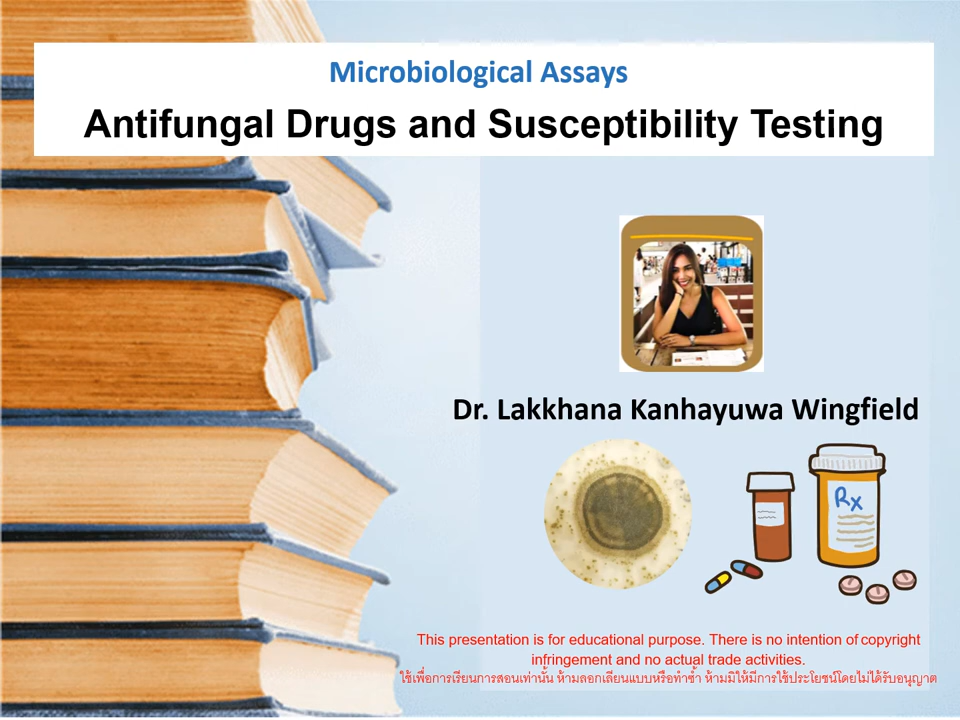 Microbiological Assays
Antifungal Drugs and Susceptibility Testing
Dr. Lakkhana Kanhayuwa Wingfield
Rx
This presentation is for educational purpose. There is no intention of copyright
infringement and no actual trade activities.
ใช้เพื่อการเรียนการสอนเท่านั้น ห้ามลอกเลียนแบบหรือทำซ้ำ ห้ามมิให้มีการใช้ประโยชน์โดยไม่ได้รับอนุญาต